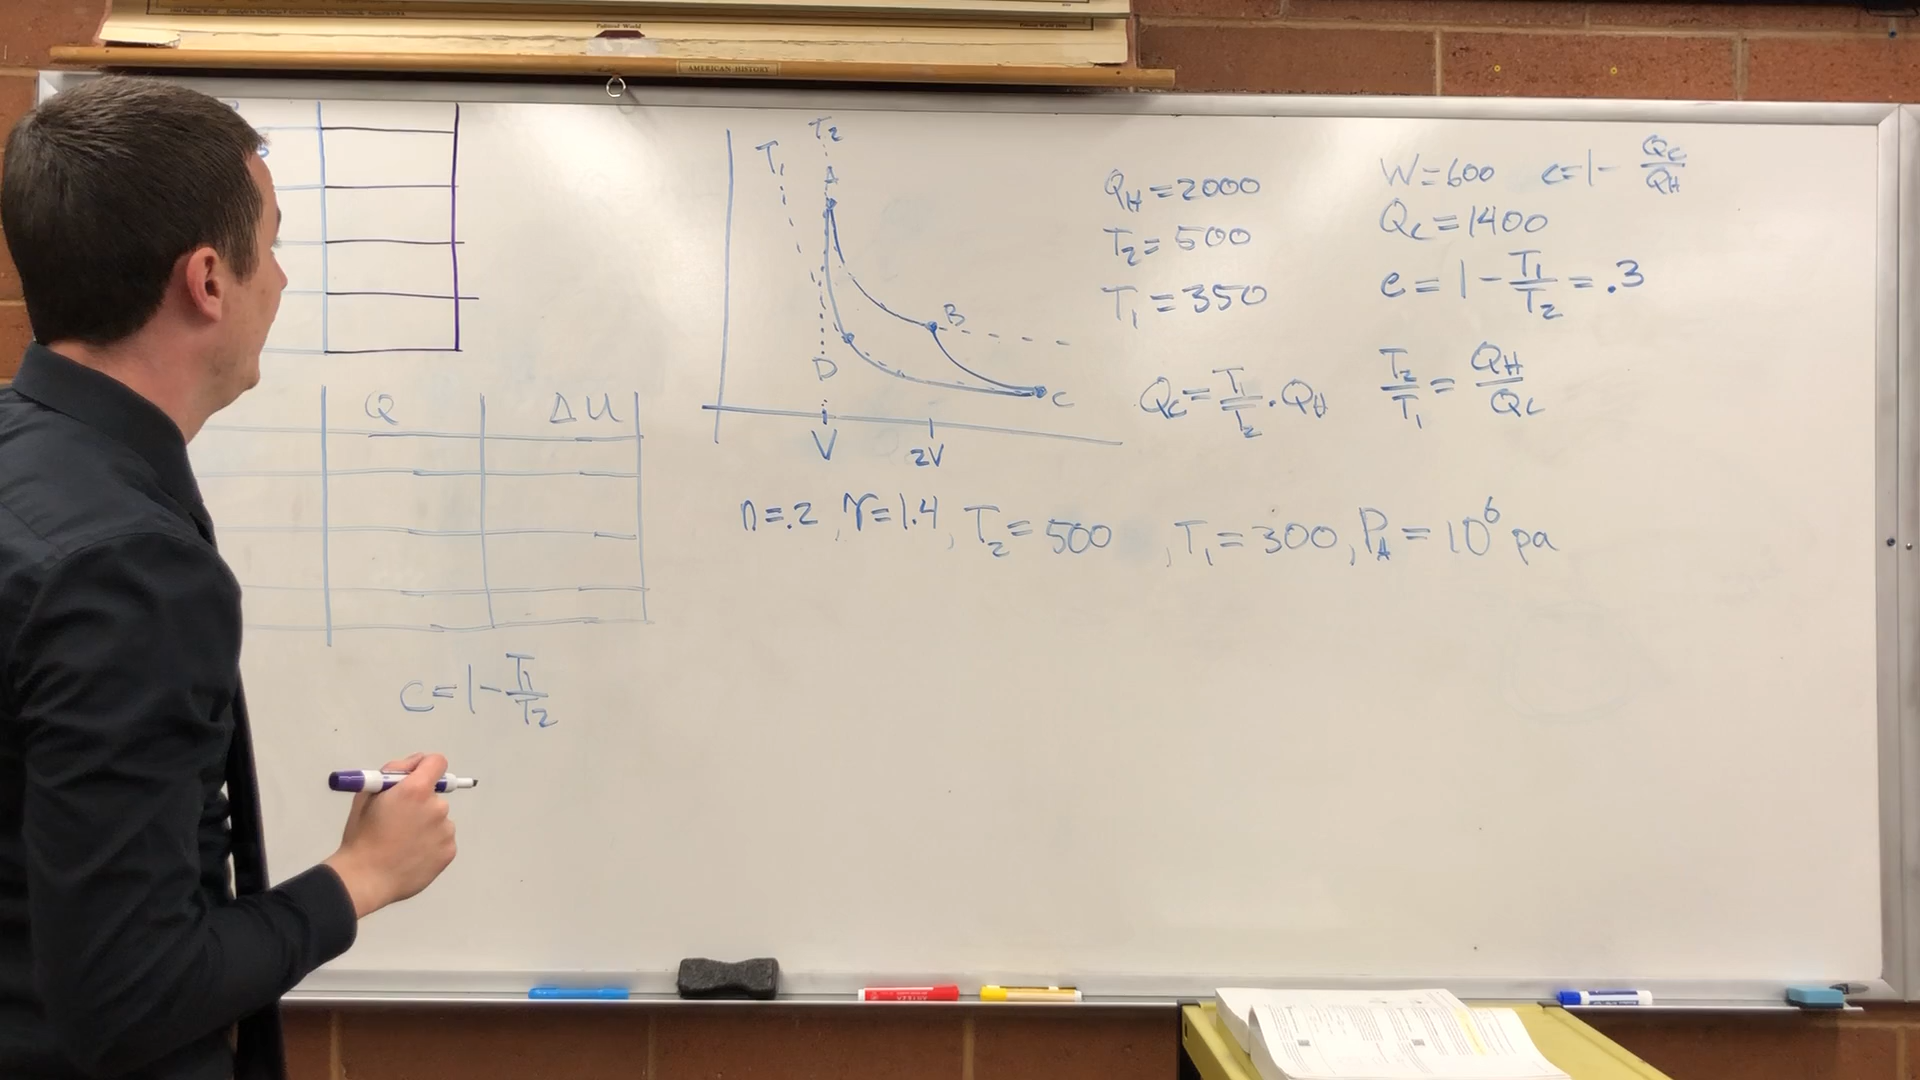 Political World
AMERICAN HISTORY
Q ΔU
c=1-T₁/T₂
T₂
T₁
A
B
D
C
V 2V
Q_H=2000
T₂=500
T₁=350
Q_C=T₁/T₂·Q_H
W=600 e=1-Q_C/Q_H
Q_C=1400
e=1-T₁/T₂=.3
T₂/T₁=Q_H/Q_C
n=.2, γ=1.4, T₂=500, T₁=300, P_A=10⁶ pa